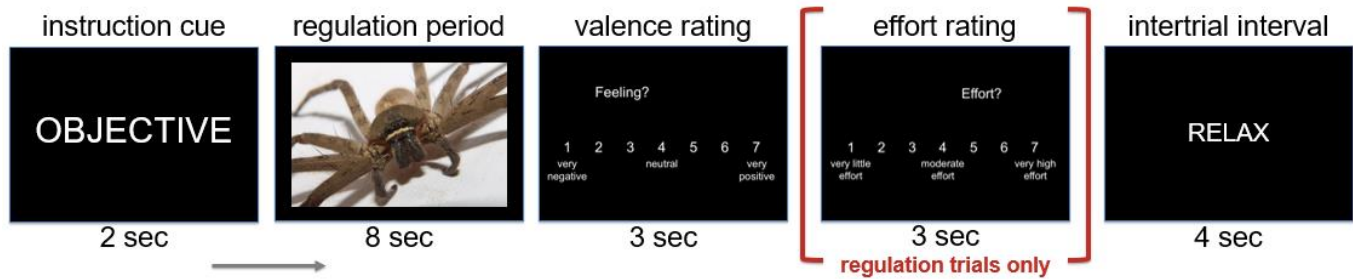 instruction cue
regulation period
valence rating
effort rating
intertrial interval
OBJECTIVE
Feeling?
1 2 3 4 5 6 7
very negative
neutral
very positive
Effort?
1 2 3 4 5 6 7
very little effort
moderate effort
very high effort
RELAX
2 sec
8 sec
3 sec
3 sec
4 sec
regulation trials only